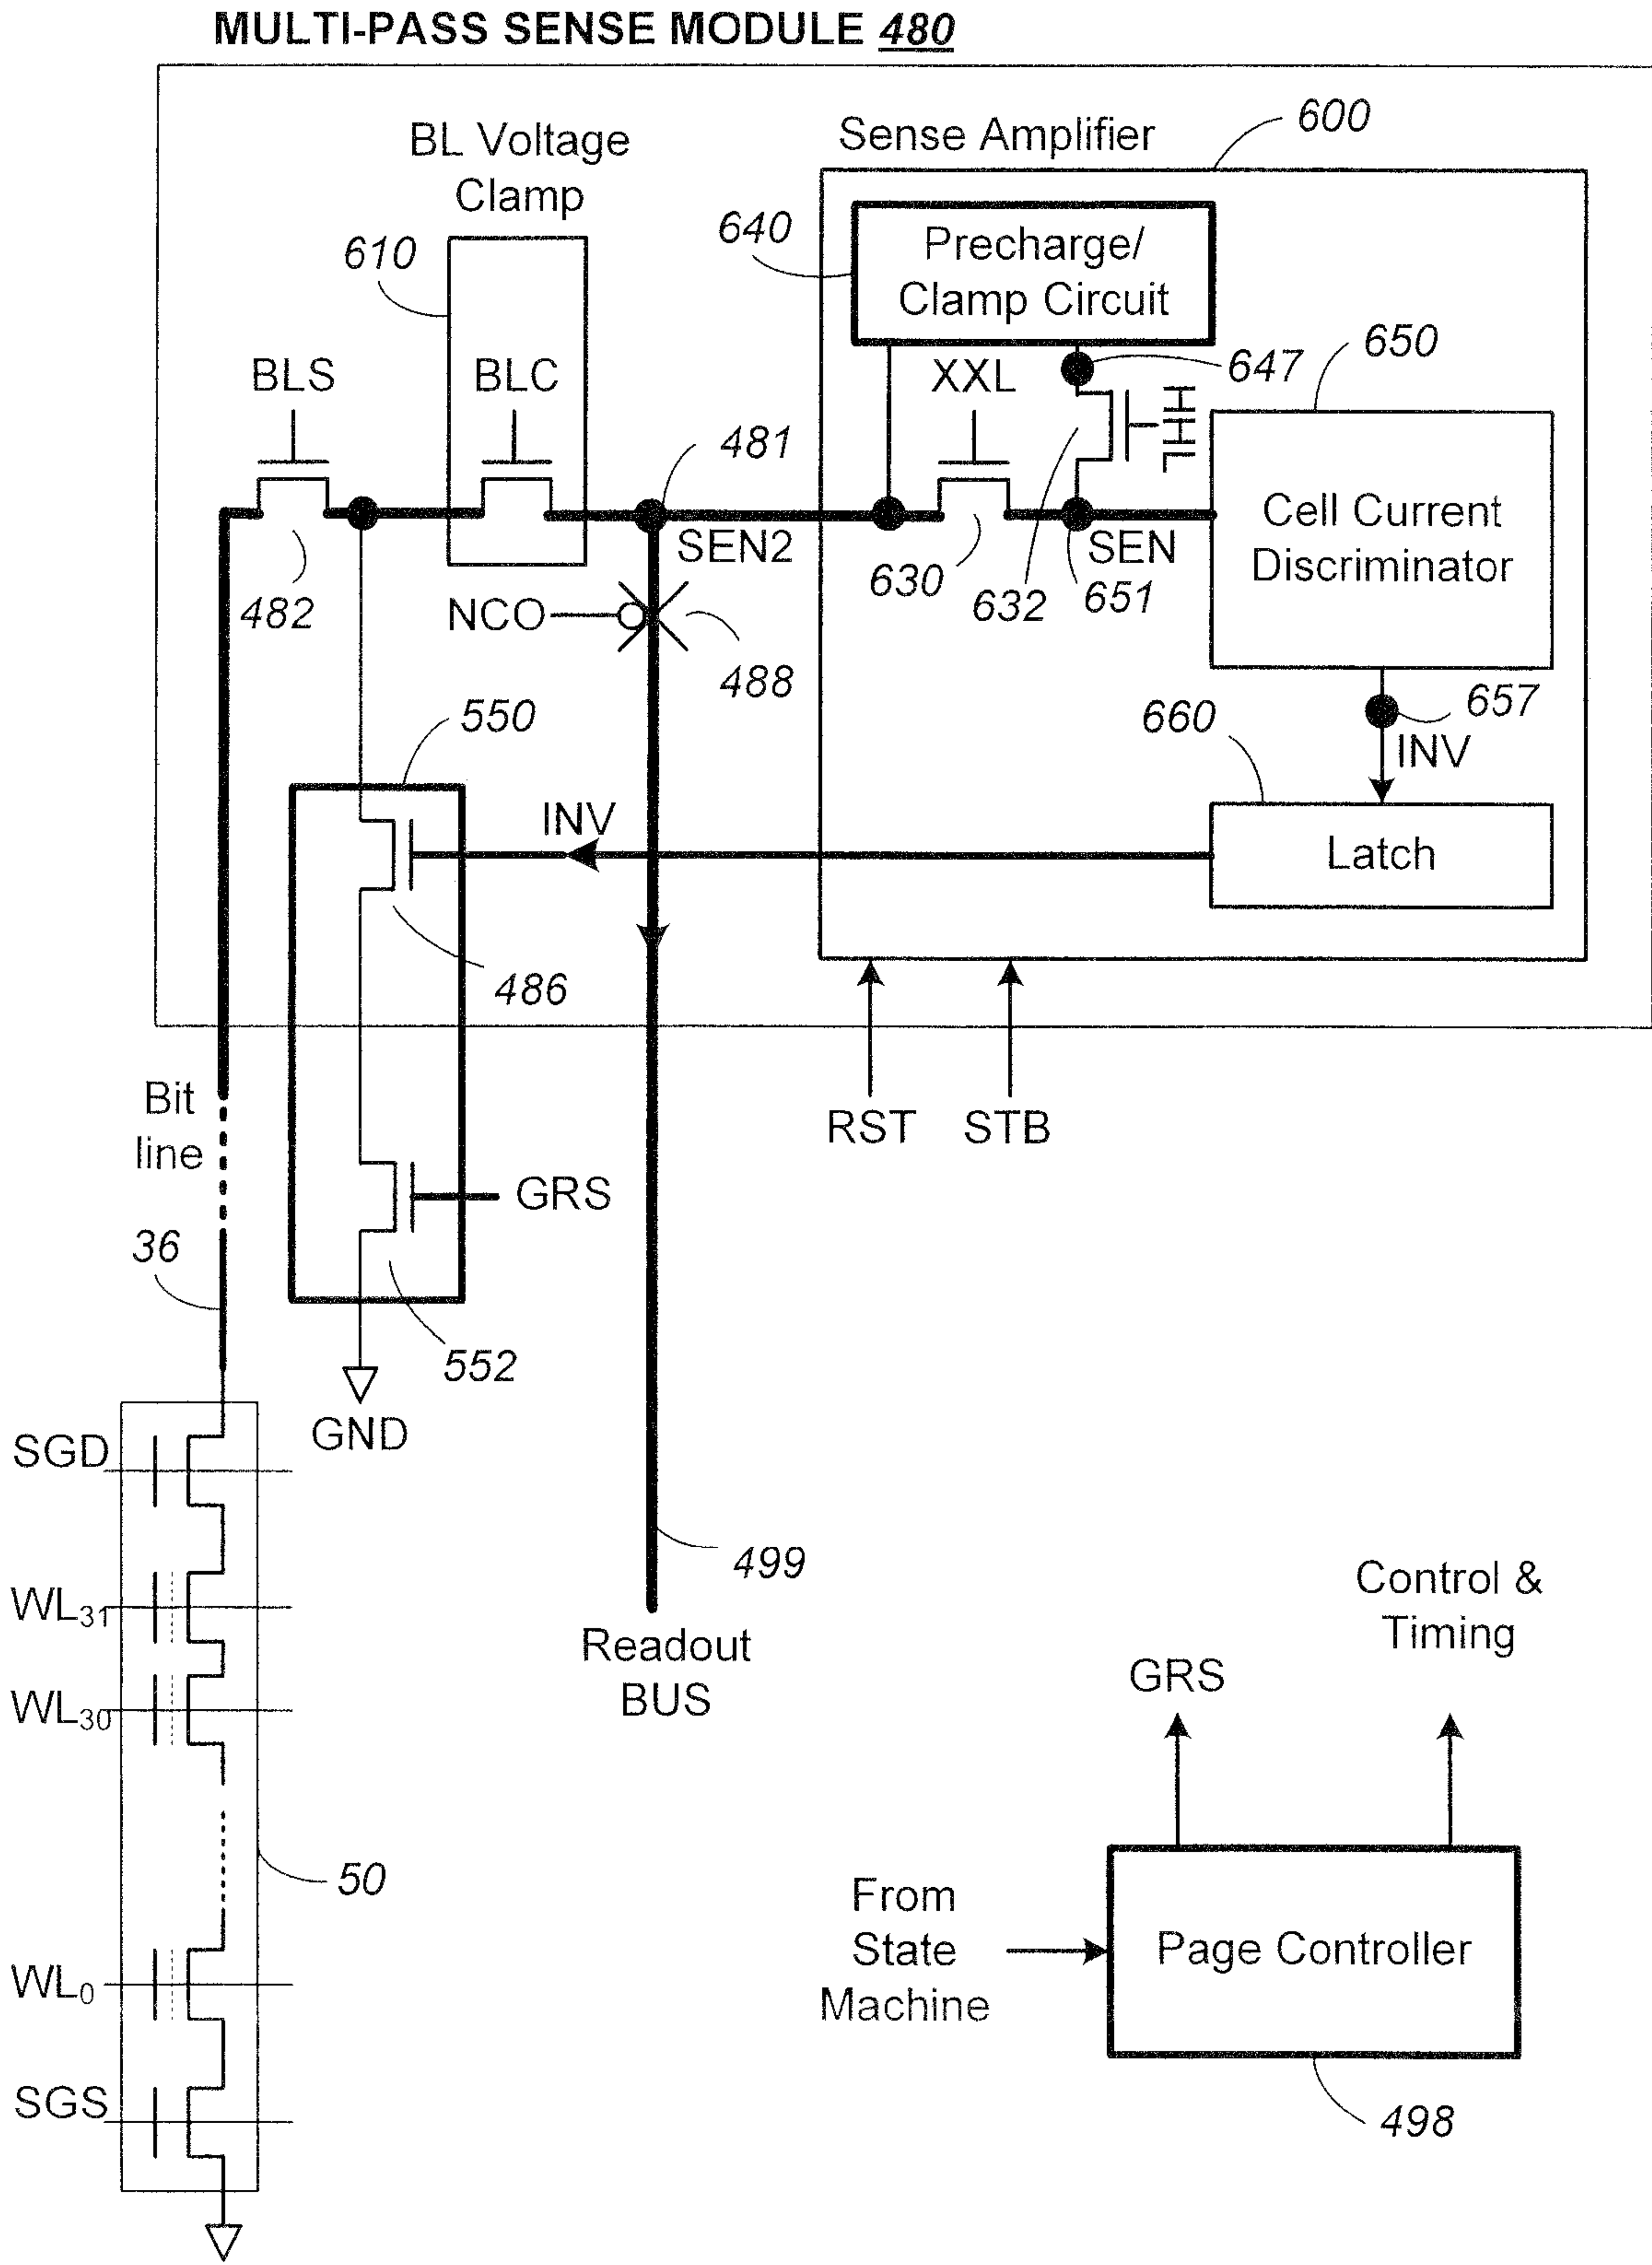 MULTI-PASS SENSE MODULE 480
Sense Amplifier
600
BL Voltage
Clamp
610
640
Precharge/
Clamp Circuit
650
647
BLS
BLC
XXL
HHL
481
482
SEN2
630
632
SEN
651
Cell Current
Discriminator
NCO
488
657
INV
660
550
INV
Latch
486
Bit
line
RST
STB
GRS
36
552
GND
SGD
499
WL31
WL30
Readout
BUS
Control &
Timing
GRS
50
From
State
Machine
Page Controller
WL0
SGS
498